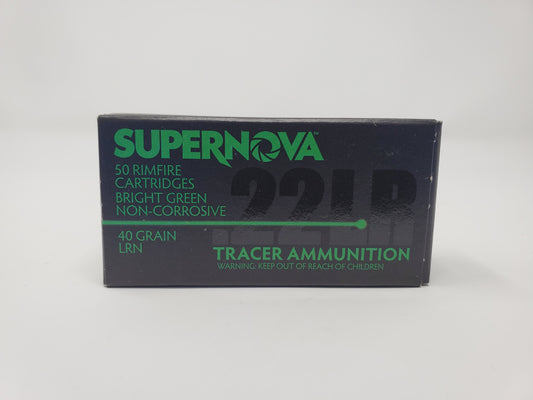 SUPERNOVA™
50 RIMFIRE
CARTRIDGES
BRIGHT GREEN
NON-CORROSIVE
.22LR
40 GRAIN
LRN
TRACER AMMUNITION
WARNING: KEEP OUT OF REACH OF CHILDREN